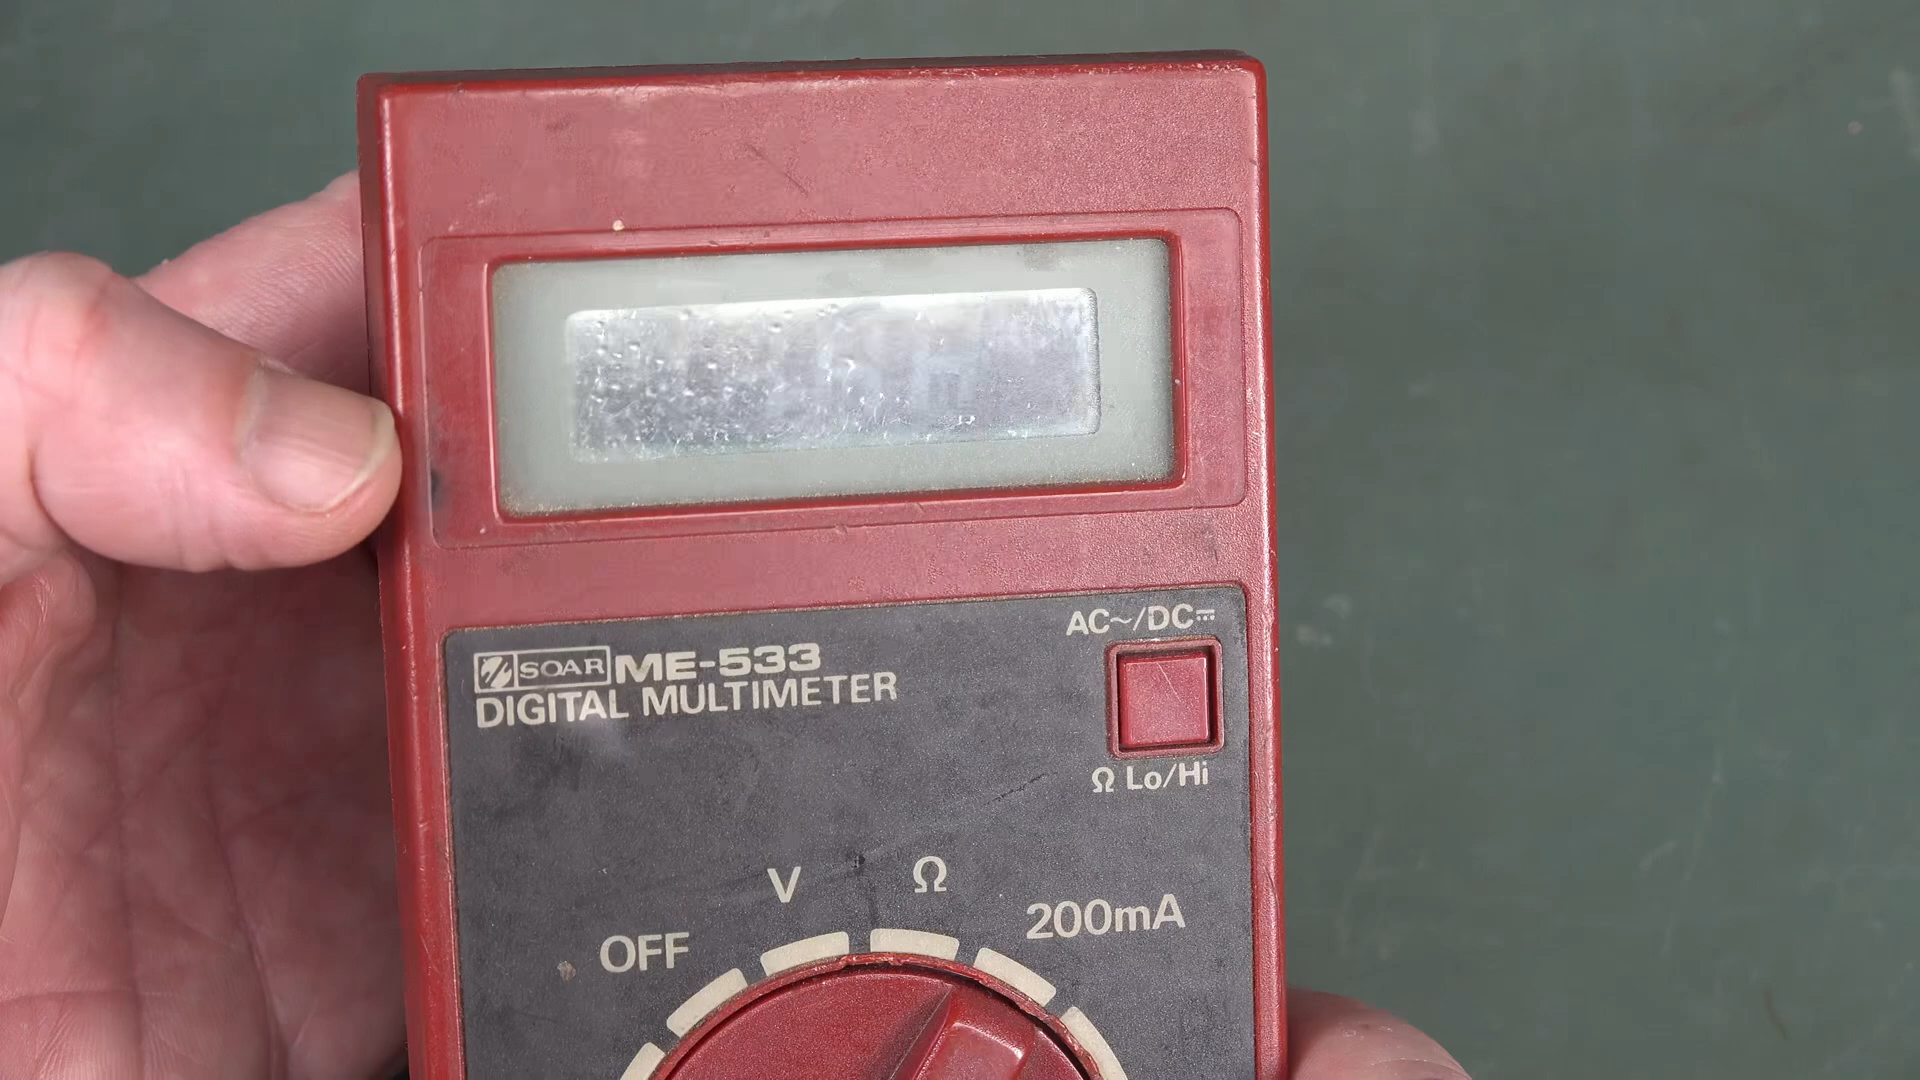 AC~/DC⎓
SOAR ME-533
DIGITAL MULTIMETER
Ω Lo/Hi
V
Ω
200mA
OFF